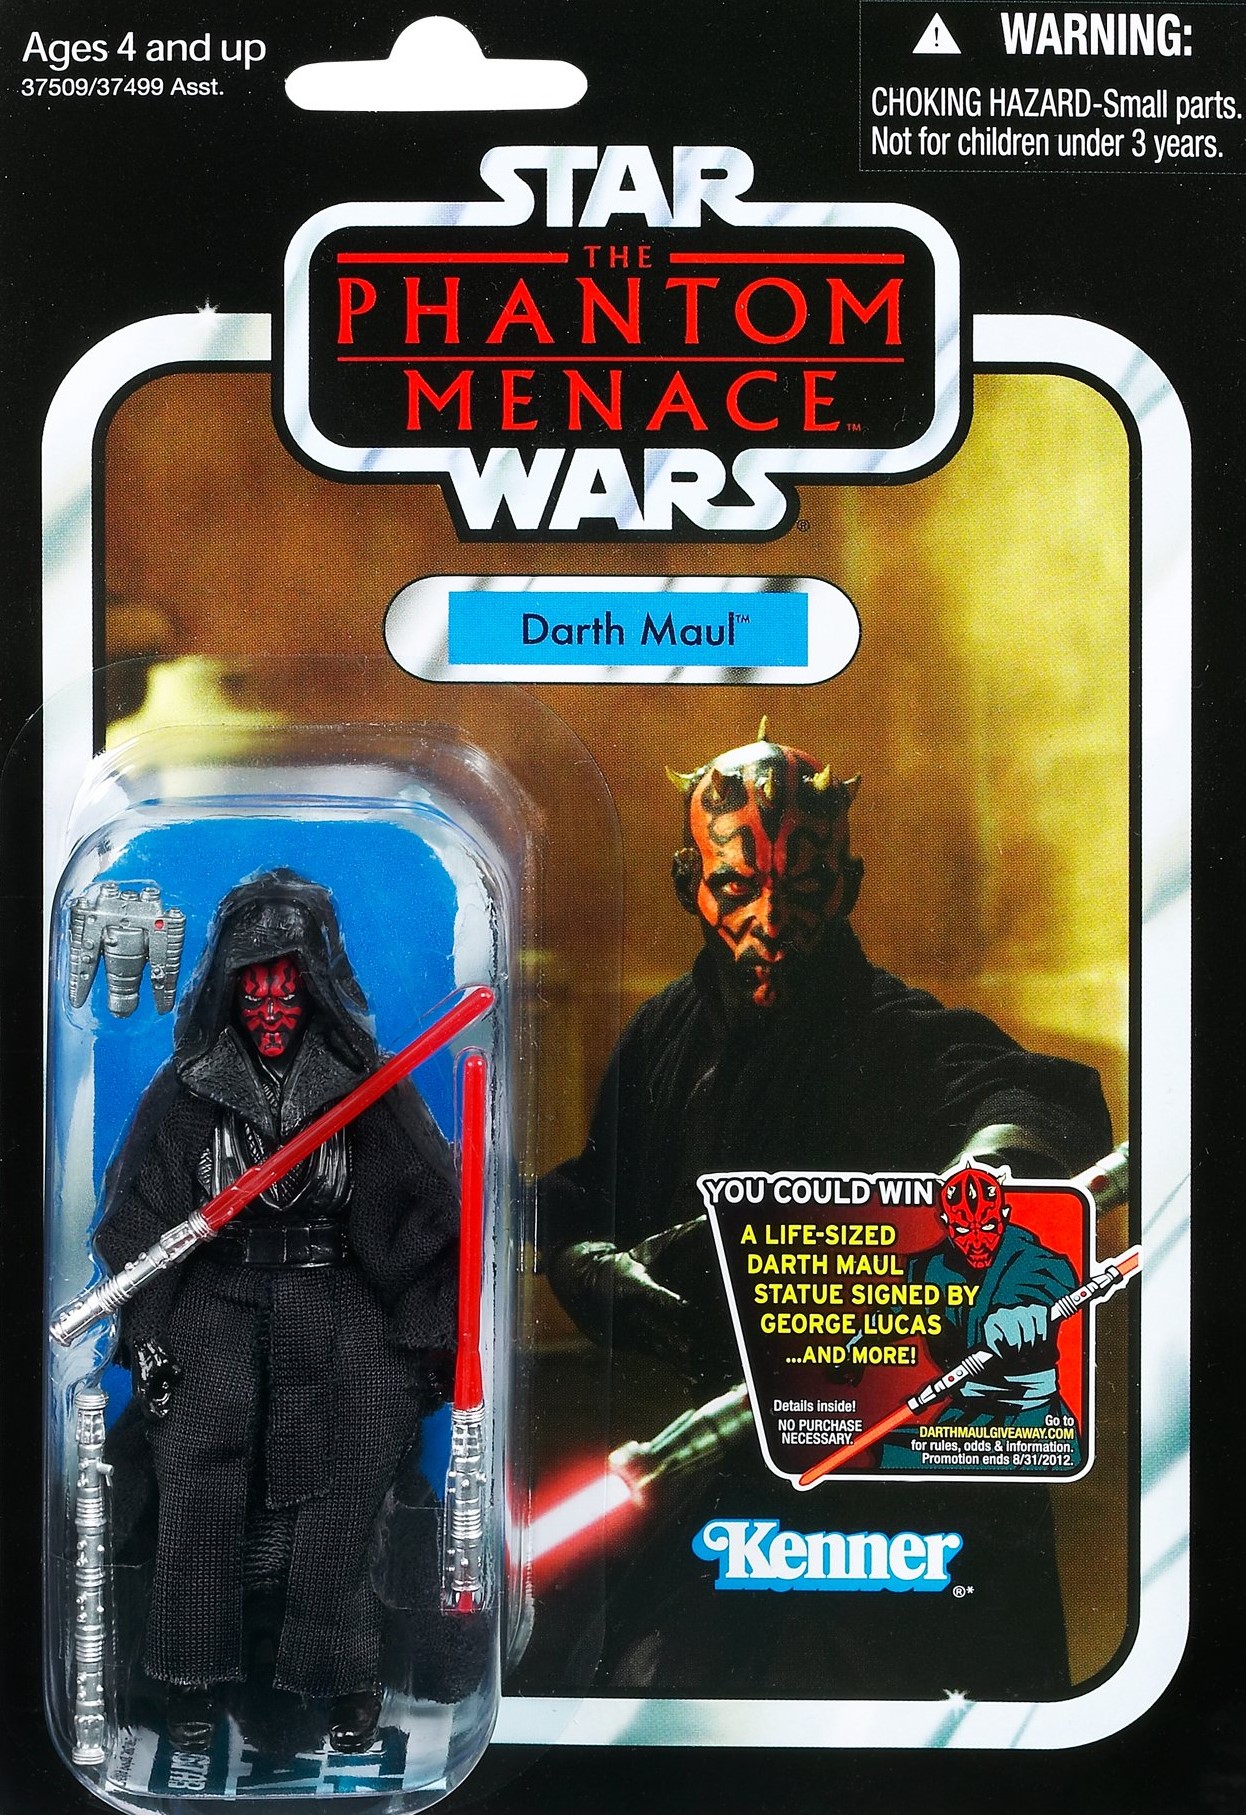 Ages 4 and up
37509/37499 Asst.
WARNING:
CHOKING HAZARD-Small parts.
Not for children under 3 years.
STAR
THE
PHANTOM
MENACE™
WARS®
Darth Maul™
YOU COULD WIN
A LIFE-SIZED
DARTH MAUL
STATUE SIGNED BY
GEORGE LUCAS
...AND MORE!
Details inside!
NO PURCHASE
NECESSARY.
Go to
DARTHMAULGIVEAWAY.COM
for rules, odds & information.
Promotion ends 8/31/2012.
Kenner®*